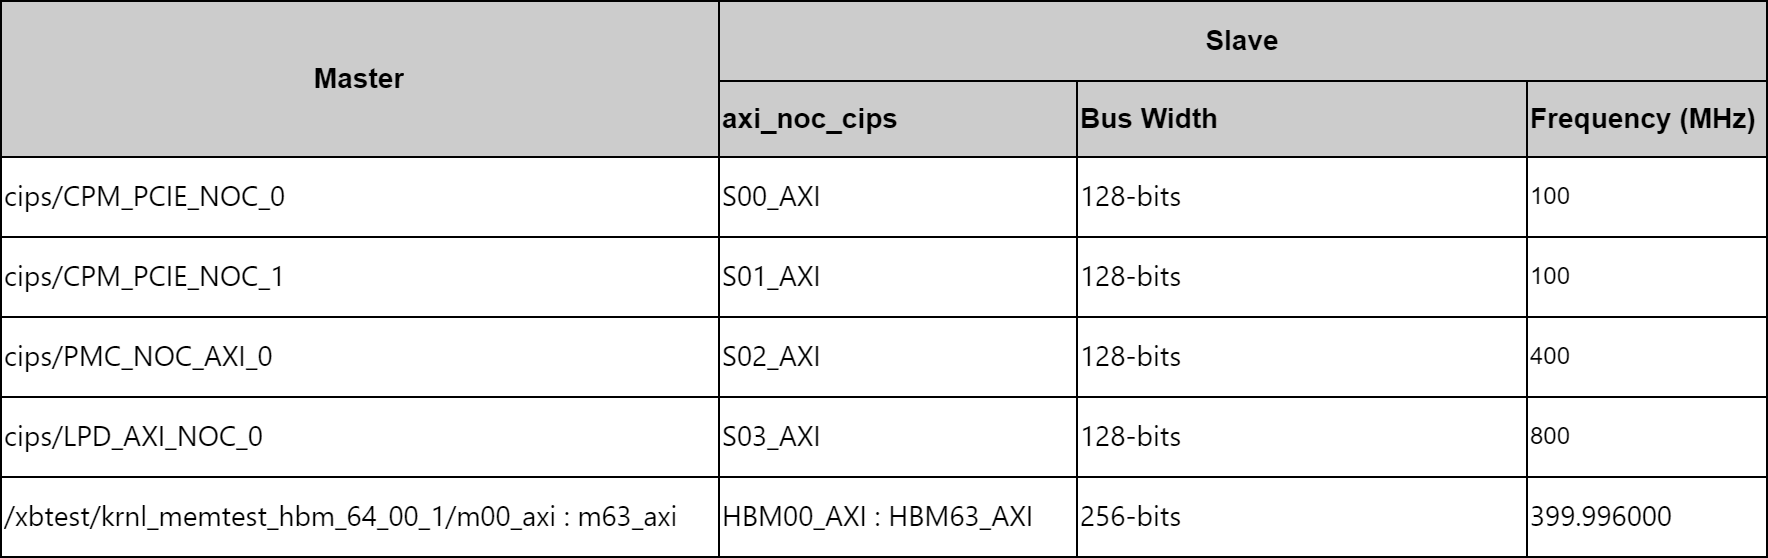 Master
Slave
axi_noc_cips Bus Width Frequency (MHz)
cips/CPM_PCIE_NOC_0 S00_AXI 128-bits 100
cips/CPM_PCIE_NOC_1 S01_AXI 128-bits 100
cips/PMC_NOC_AXI_0 S02_AXI 128-bits 400
cips/LPD_AXI_NOC_0 S03_AXI 128-bits 800
/xbtest/krnl_memtest_hbm_64_00_1/m00_axi : m63_axi HBM00_AXI : HBM63_AXI 256-bits 399.996000